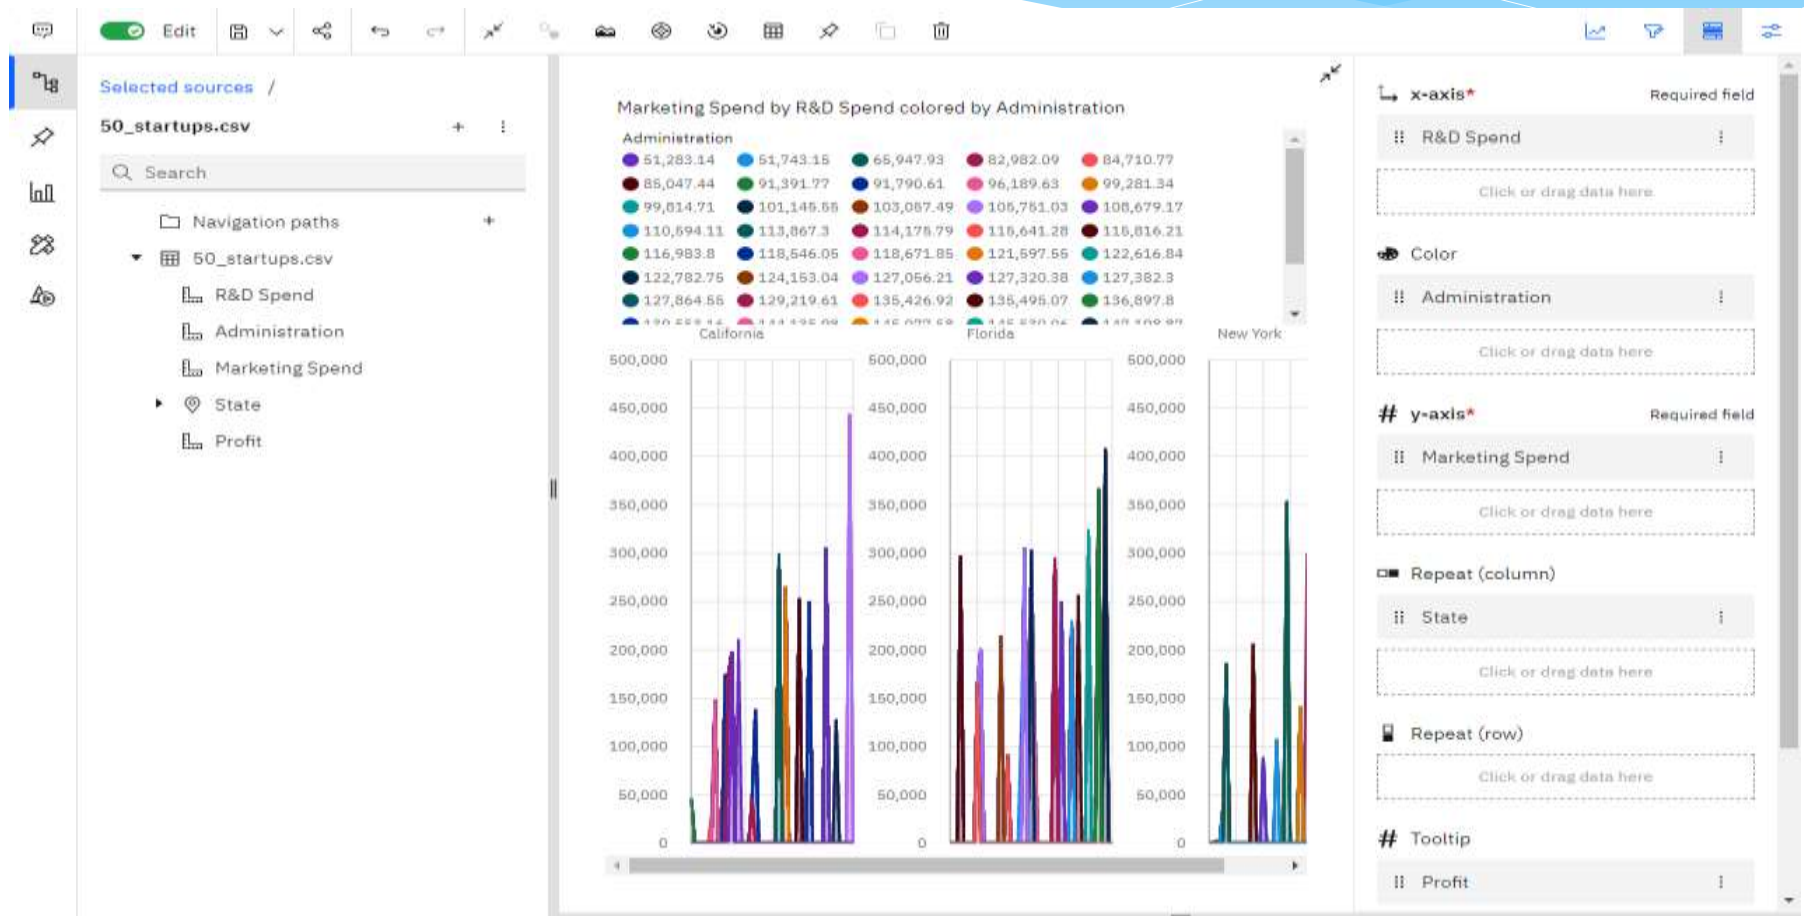 Edit
Selected sources /
50_startups.csv
Search
Navigation paths
50_startups.csv
R&D Spend
Administration
Marketing Spend
State
Profit
Marketing Spend by R&D Spend colored by Administration
Administration
51,283.14 51,743.15 65,947.93 82,982.09 84,710.77
85,047.44 91,391.77 91,790.61 96,189.63 99,281.34
99,814.71 101,145.55 103,057.49 105,751.03 108,679.17
110,594.11 113,867.3 114,175.79 115,641.28 115,816.21
116,983.8 118,546.05 118,671.85 121,597.55 122,616.84
122,782.75 124,153.04 127,056.21 127,320.38 127,382.3
127,864.55 129,219.61 135,426.92 135,495.07 136,897.8
California Florida New York
500,000 500,000 500,000
450,000 450,000 450,000
400,000 400,000 400,000
350,000 350,000 350,000
300,000 300,000 300,000
250,000 250,000 250,000
200,000 200,000 200,000
150,000 150,000 150,000
100,000 100,000 100,000
50,000 50,000 50,000
0 0 0
x-axis* Required field
R&D Spend
Click or drag data here
Color
Administration
Click or drag data here
# y-axis* Required field
Marketing Spend
Click or drag data here
Repeat (column)
State
Click or drag data here
Repeat (row)
Click or drag data here
# Tooltip
Profit